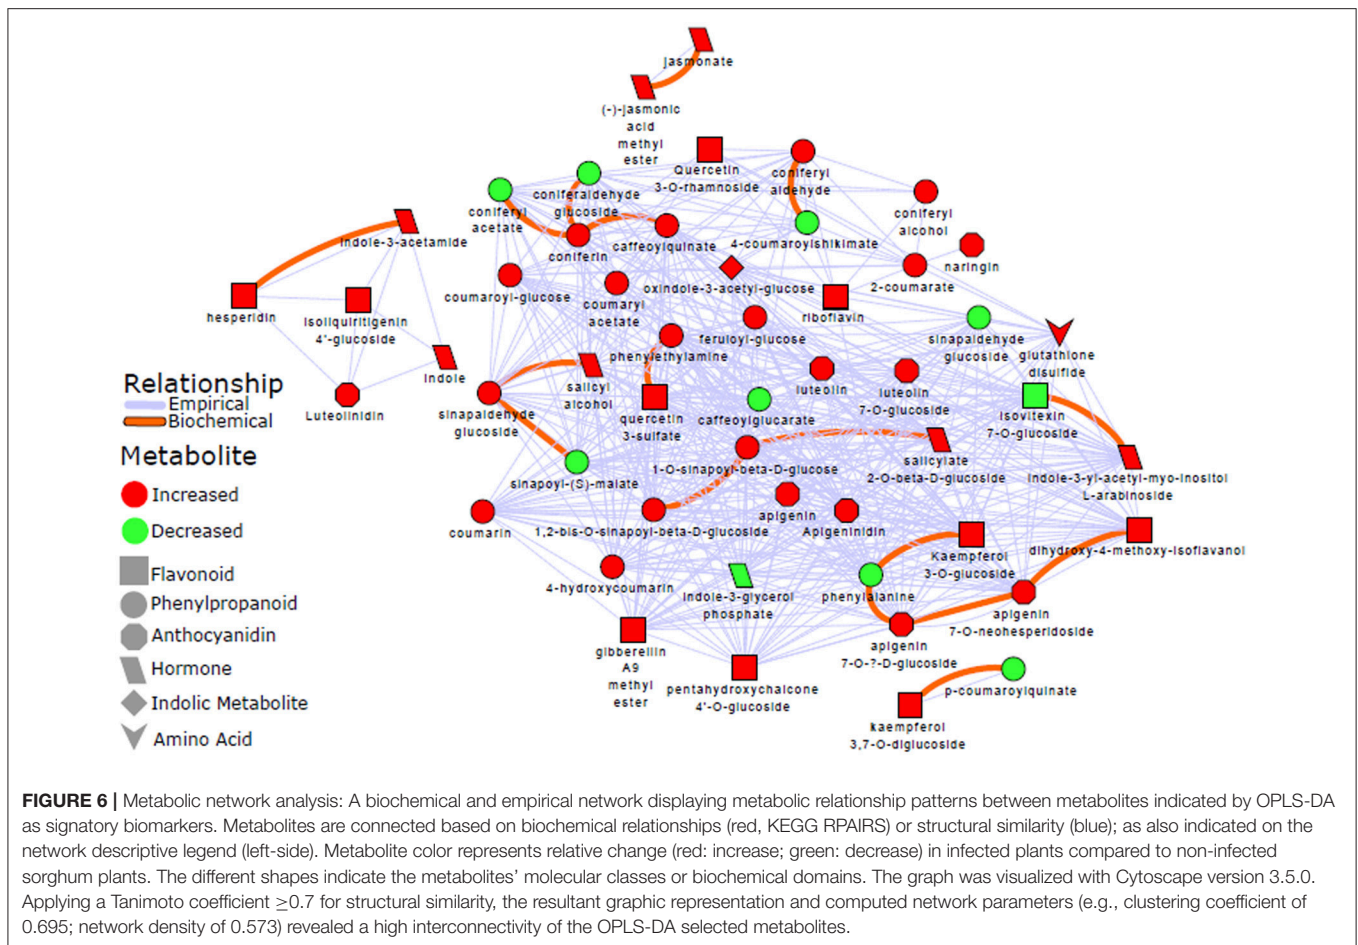 jasmonate
(-)-jasmonic
acid
methyl
ester
Quercetin
3-O-rhamnoside
coniferyl
aldehyde
coniferaldehyde
glucoside
coniferyl
acetate
coniferyl
alcohol
indole-3-acetamide
coniferin
caffeoylquinate
4-coumaroylshikimate
naringin
coumaroyl-glucose
coumaryl
acetate
oxindole-3-acetyl-glucose
2-coumarate
hesperidin
isoliquiritigenin
4'-glucoside
riboflavin
feruloyl-glucose
sinapaldehyde
glucoside
glutathione
disulfide
phenylethylamine
indole
salicyl
alcohol
luteolin
luteolin
7-O-glucoside
Luteolinidin
sinapaldehyde
glucoside
quercetin
3-sulfate
caffeoylglucarate
isovitexin
7-O-glucoside
1-O-sinapoyl-beta-D-glucose
salicylate
2-O-beta-D-glucoside
indole-3-yl-acetyl-myo-inositol
L-arabinoside
sinapoyl-(S)-malate
coumarin
1,2-bis-O-sinapoyl-beta-D-glucoside
apigenin
Apigeninidin
Kaempferol
3-O-glucoside
dihydroxy-4-methoxy-isoflavanol
4-hydroxycoumarin
indole-3-glycerol
phosphate
phenylalanine
apigenin
7-O-neohesperidoside
gibberellin
A9
methyl
ester
pentahydroxychalcone
4'-O-glucoside
apigenin
7-O-?-D-glucoside
p-coumaroylquinate
kaempferol
3,7-O-diglucoside
Relationship
Empirical
Biochemical
Metabolite
Increased
Decreased
Flavonoid
Phenylpropanoid
Anthocyanidin
Hormone
Indolic Metabolite
Amino Acid
FIGURE 6 | Metabolic network analysis: A biochemical and empirical network displaying metabolic relationship patterns between metabolites indicated by OPLS-DA
as signatory biomarkers. Metabolites are connected based on biochemical relationships (red, KEGG RPAIRS) or structural similarity (blue); as also indicated on the
network descriptive legend (left-side). Metabolite color represents relative change (red: increase; green: decrease) in infected plants compared to non-infected
sorghum plants. The different shapes indicate the metabolites' molecular classes or biochemical domains. The graph was visualized with Cytoscape version 3.5.0.
Applying a Tanimoto coefficient ≥0.7 for structural similarity, the resultant graphic representation and computed network parameters (e.g., clustering coefficient of
0.695; network density of 0.573) revealed a high interconnectivity of the OPLS-DA selected metabolites.